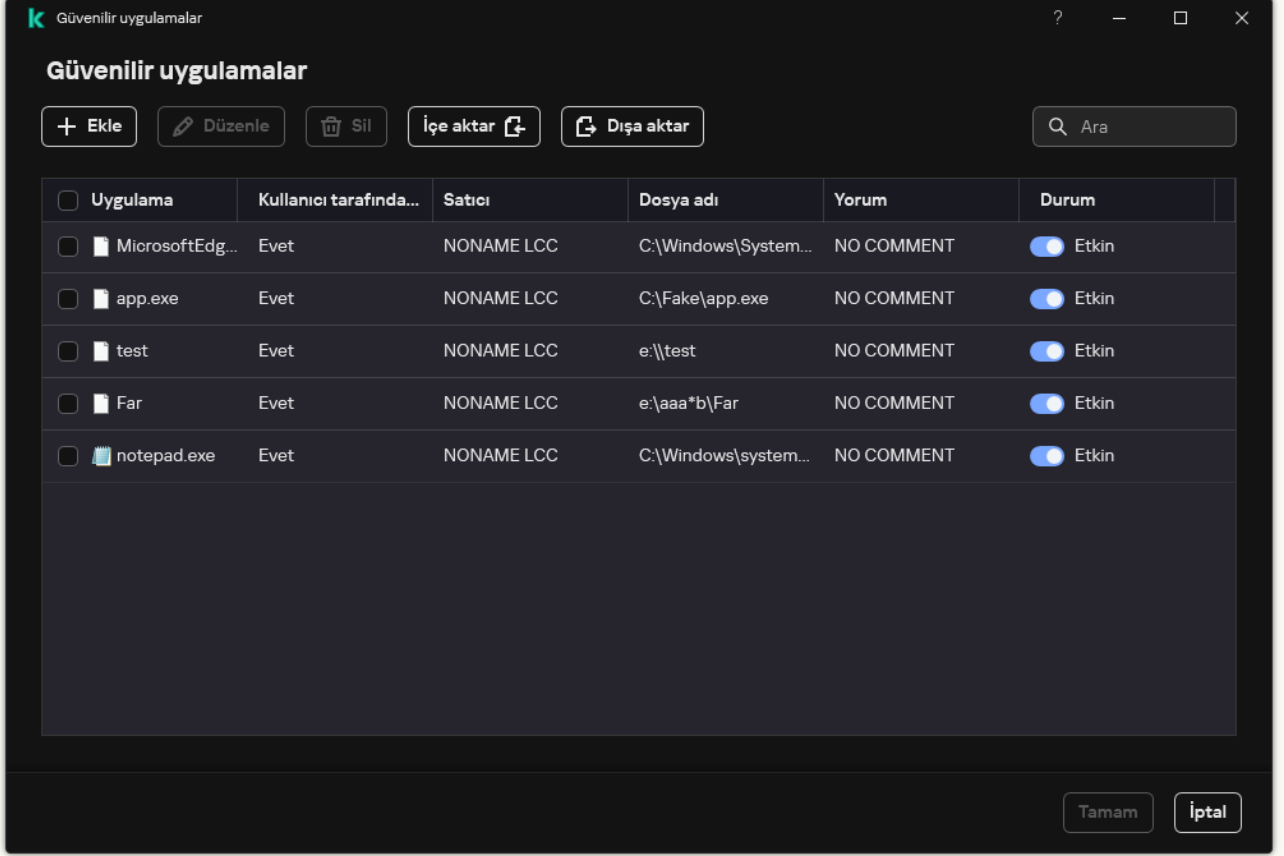 Güvenilir uygulamalar
?
Güvenilir uygulamalar
Ekle Düzenle Sil İçe aktar Dışa aktar Ara
Uygulama Kullanıcı tarafında... Satıcı Dosya adı Yorum Durum
MicrosoftEdg... Evet NONAME LCC C:\Windows\System... NO COMMENT Etkin
app.exe Evet NONAME LCC C:\Fake\app.exe NO COMMENT Etkin
test Evet NONAME LCC e:\\test NO COMMENT Etkin
Far Evet NONAME LCC e:\aaa*b\Far NO COMMENT Etkin
notepad.exe Evet NONAME LCC C:\Windows\system... NO COMMENT Etkin
Tamam İptal